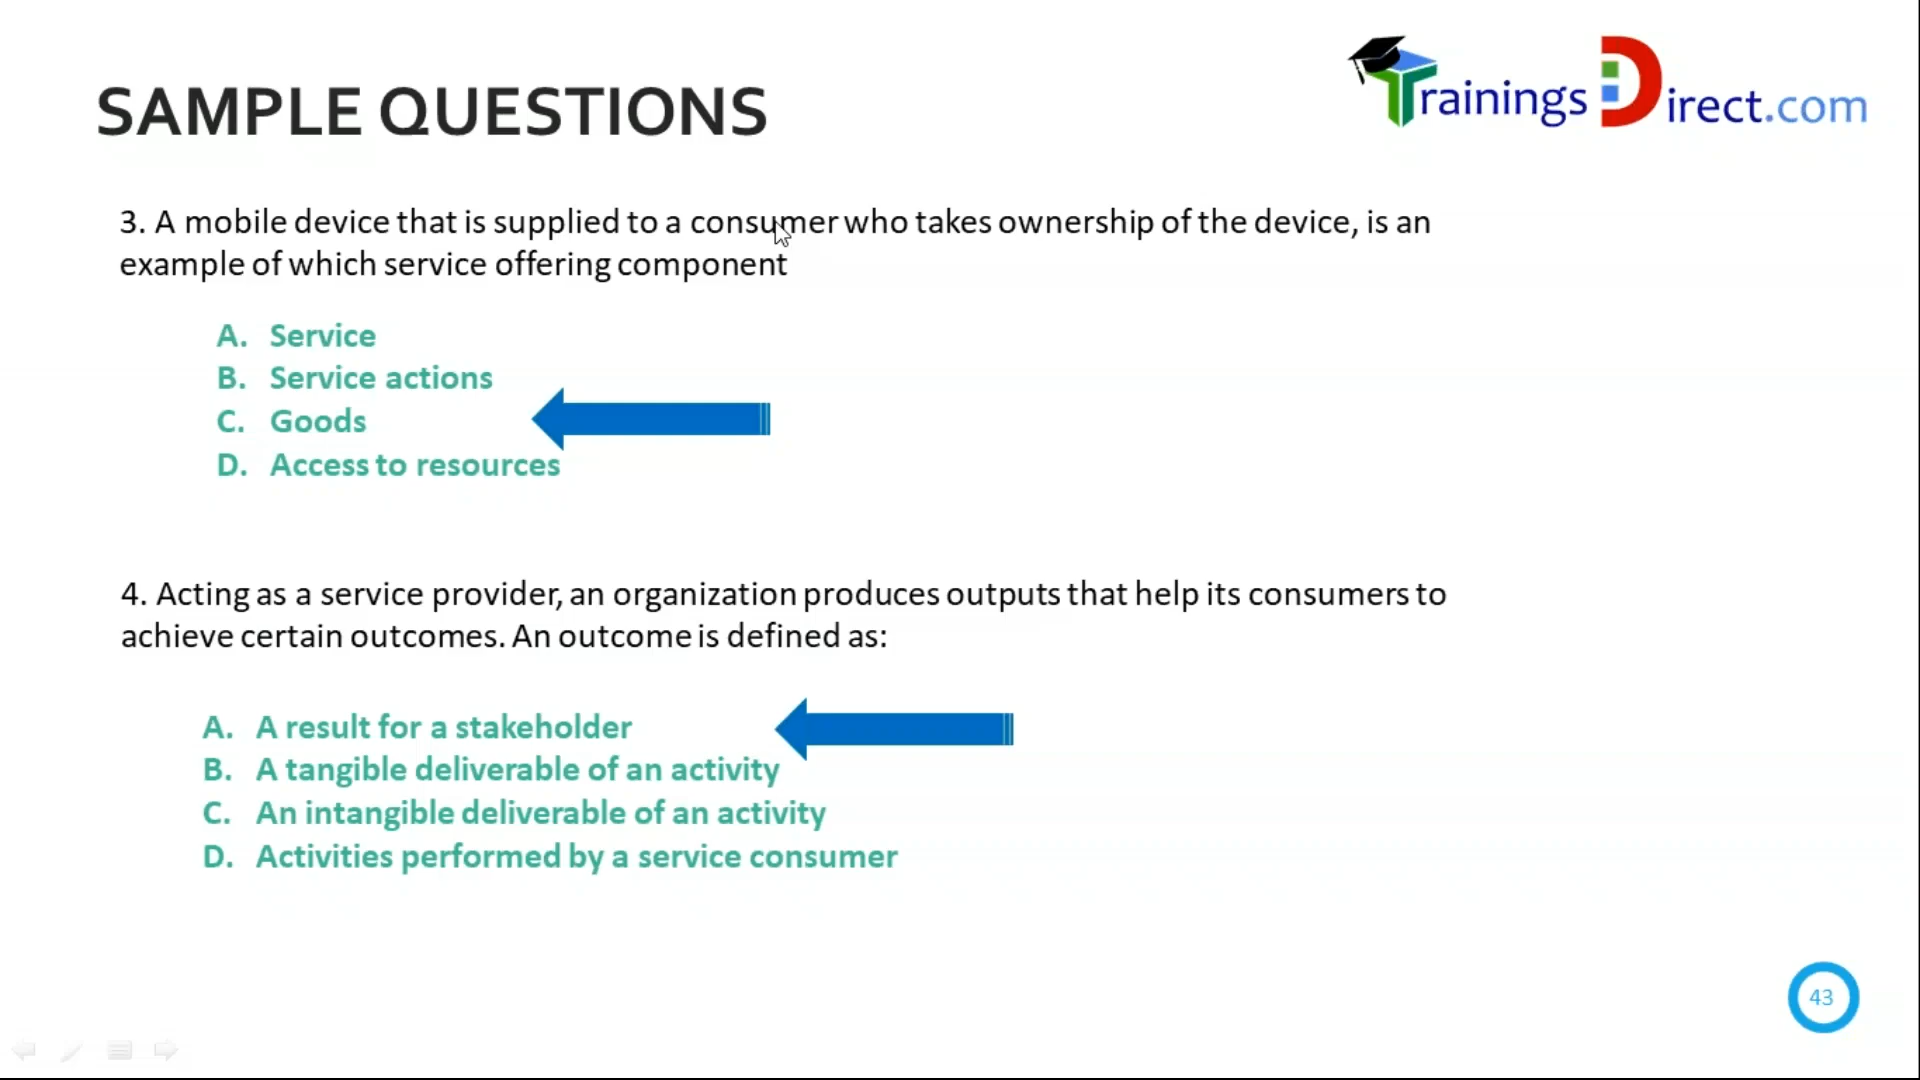 SAMPLE QUESTIONS
Trainings Direct.com
3. A mobile device that is supplied to a consumer who takes ownership of the device, is an
example of which service offering component
A. Service
B. Service actions
C. Goods
D. Access to resources
4. Acting as a service provider, an organization produces outputs that help its consumers to
achieve certain outcomes. An outcome is defined as:
A. A result for a stakeholder
B. A tangible deliverable of an activity
C. An intangible deliverable of an activity
D. Activities performed by a service consumer
43